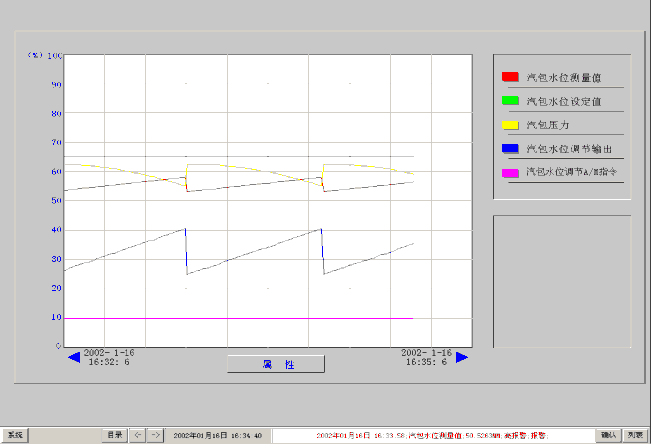 (%) 100
90
80
70
60
50
40
30
20
10
0
2002- 1-16
16:32: 6
2002- 1-16
16:35: 6
属 性
汽包水位测量值
汽包水位设定值
汽包压力
汽包水位调节输出
汽包水位调节A/M指令
系统
目录
<-
->
2002年01月16日 16:34:40
2002年01月16日 16:33:58;汽包水位测量值;50.5263MM;高报警;报警;
确认
列表